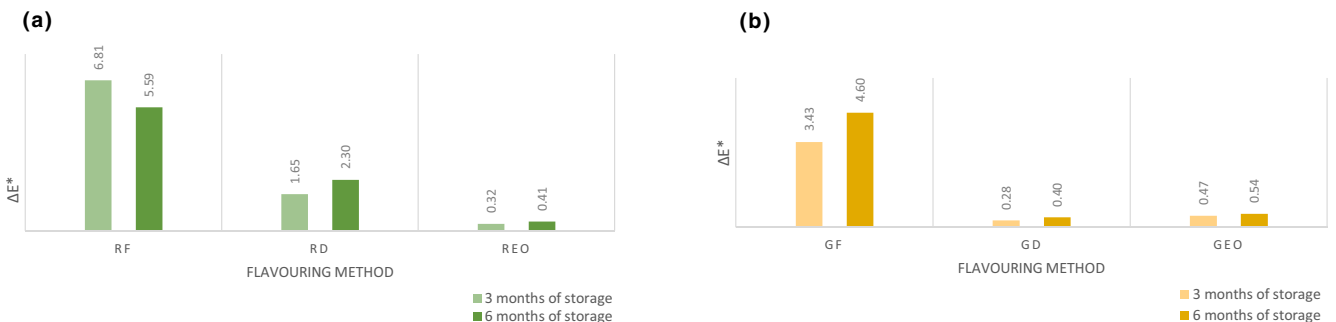 (a)
6.81
5.59
1.65
2.30
0.32
0.41
ΔE*
RF RD REO
FLAVOURING METHOD
3 months of storage
6 months of storage
(b)
3.43
4.60
0.28
0.40
0.47
0.54
ΔE*
GF GD GEO
FLAVOURING METHOD
3 months of storage
6 months of storage